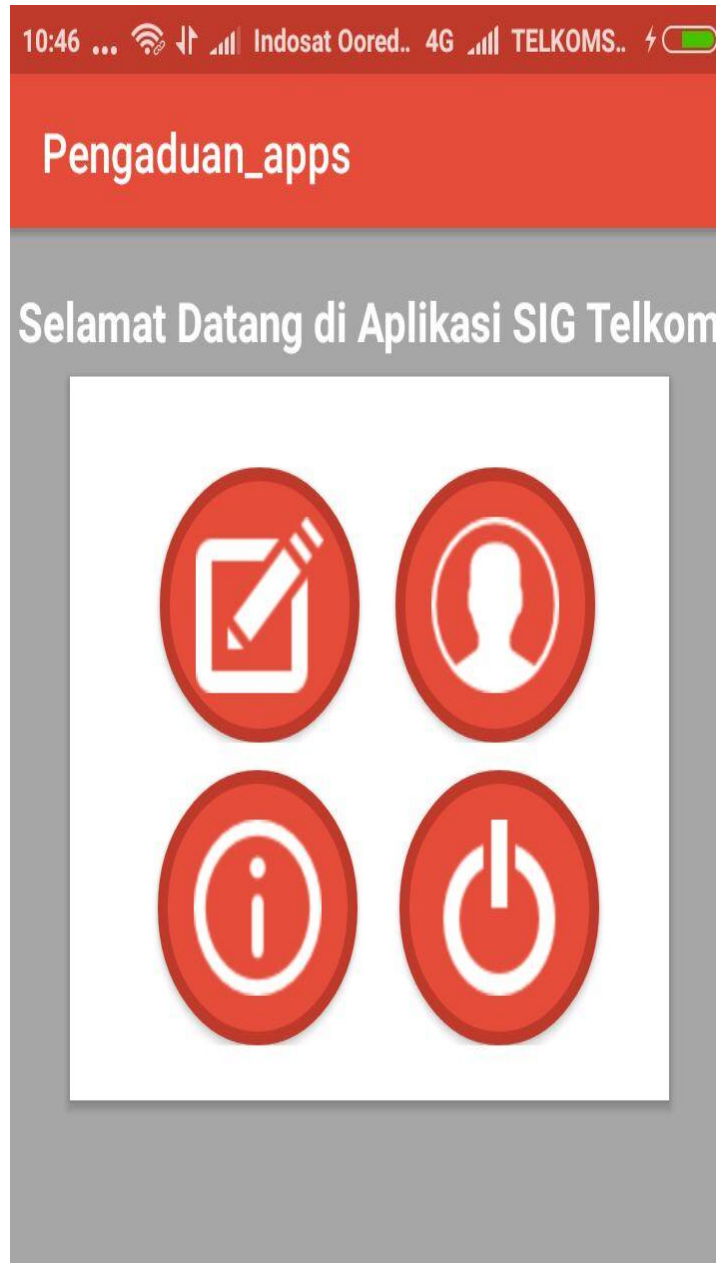 10:46 ... Indosat Oored.. 4G TELKOMS..
Pengaduan_apps
Selamat Datang di Aplikasi SIG Telkom